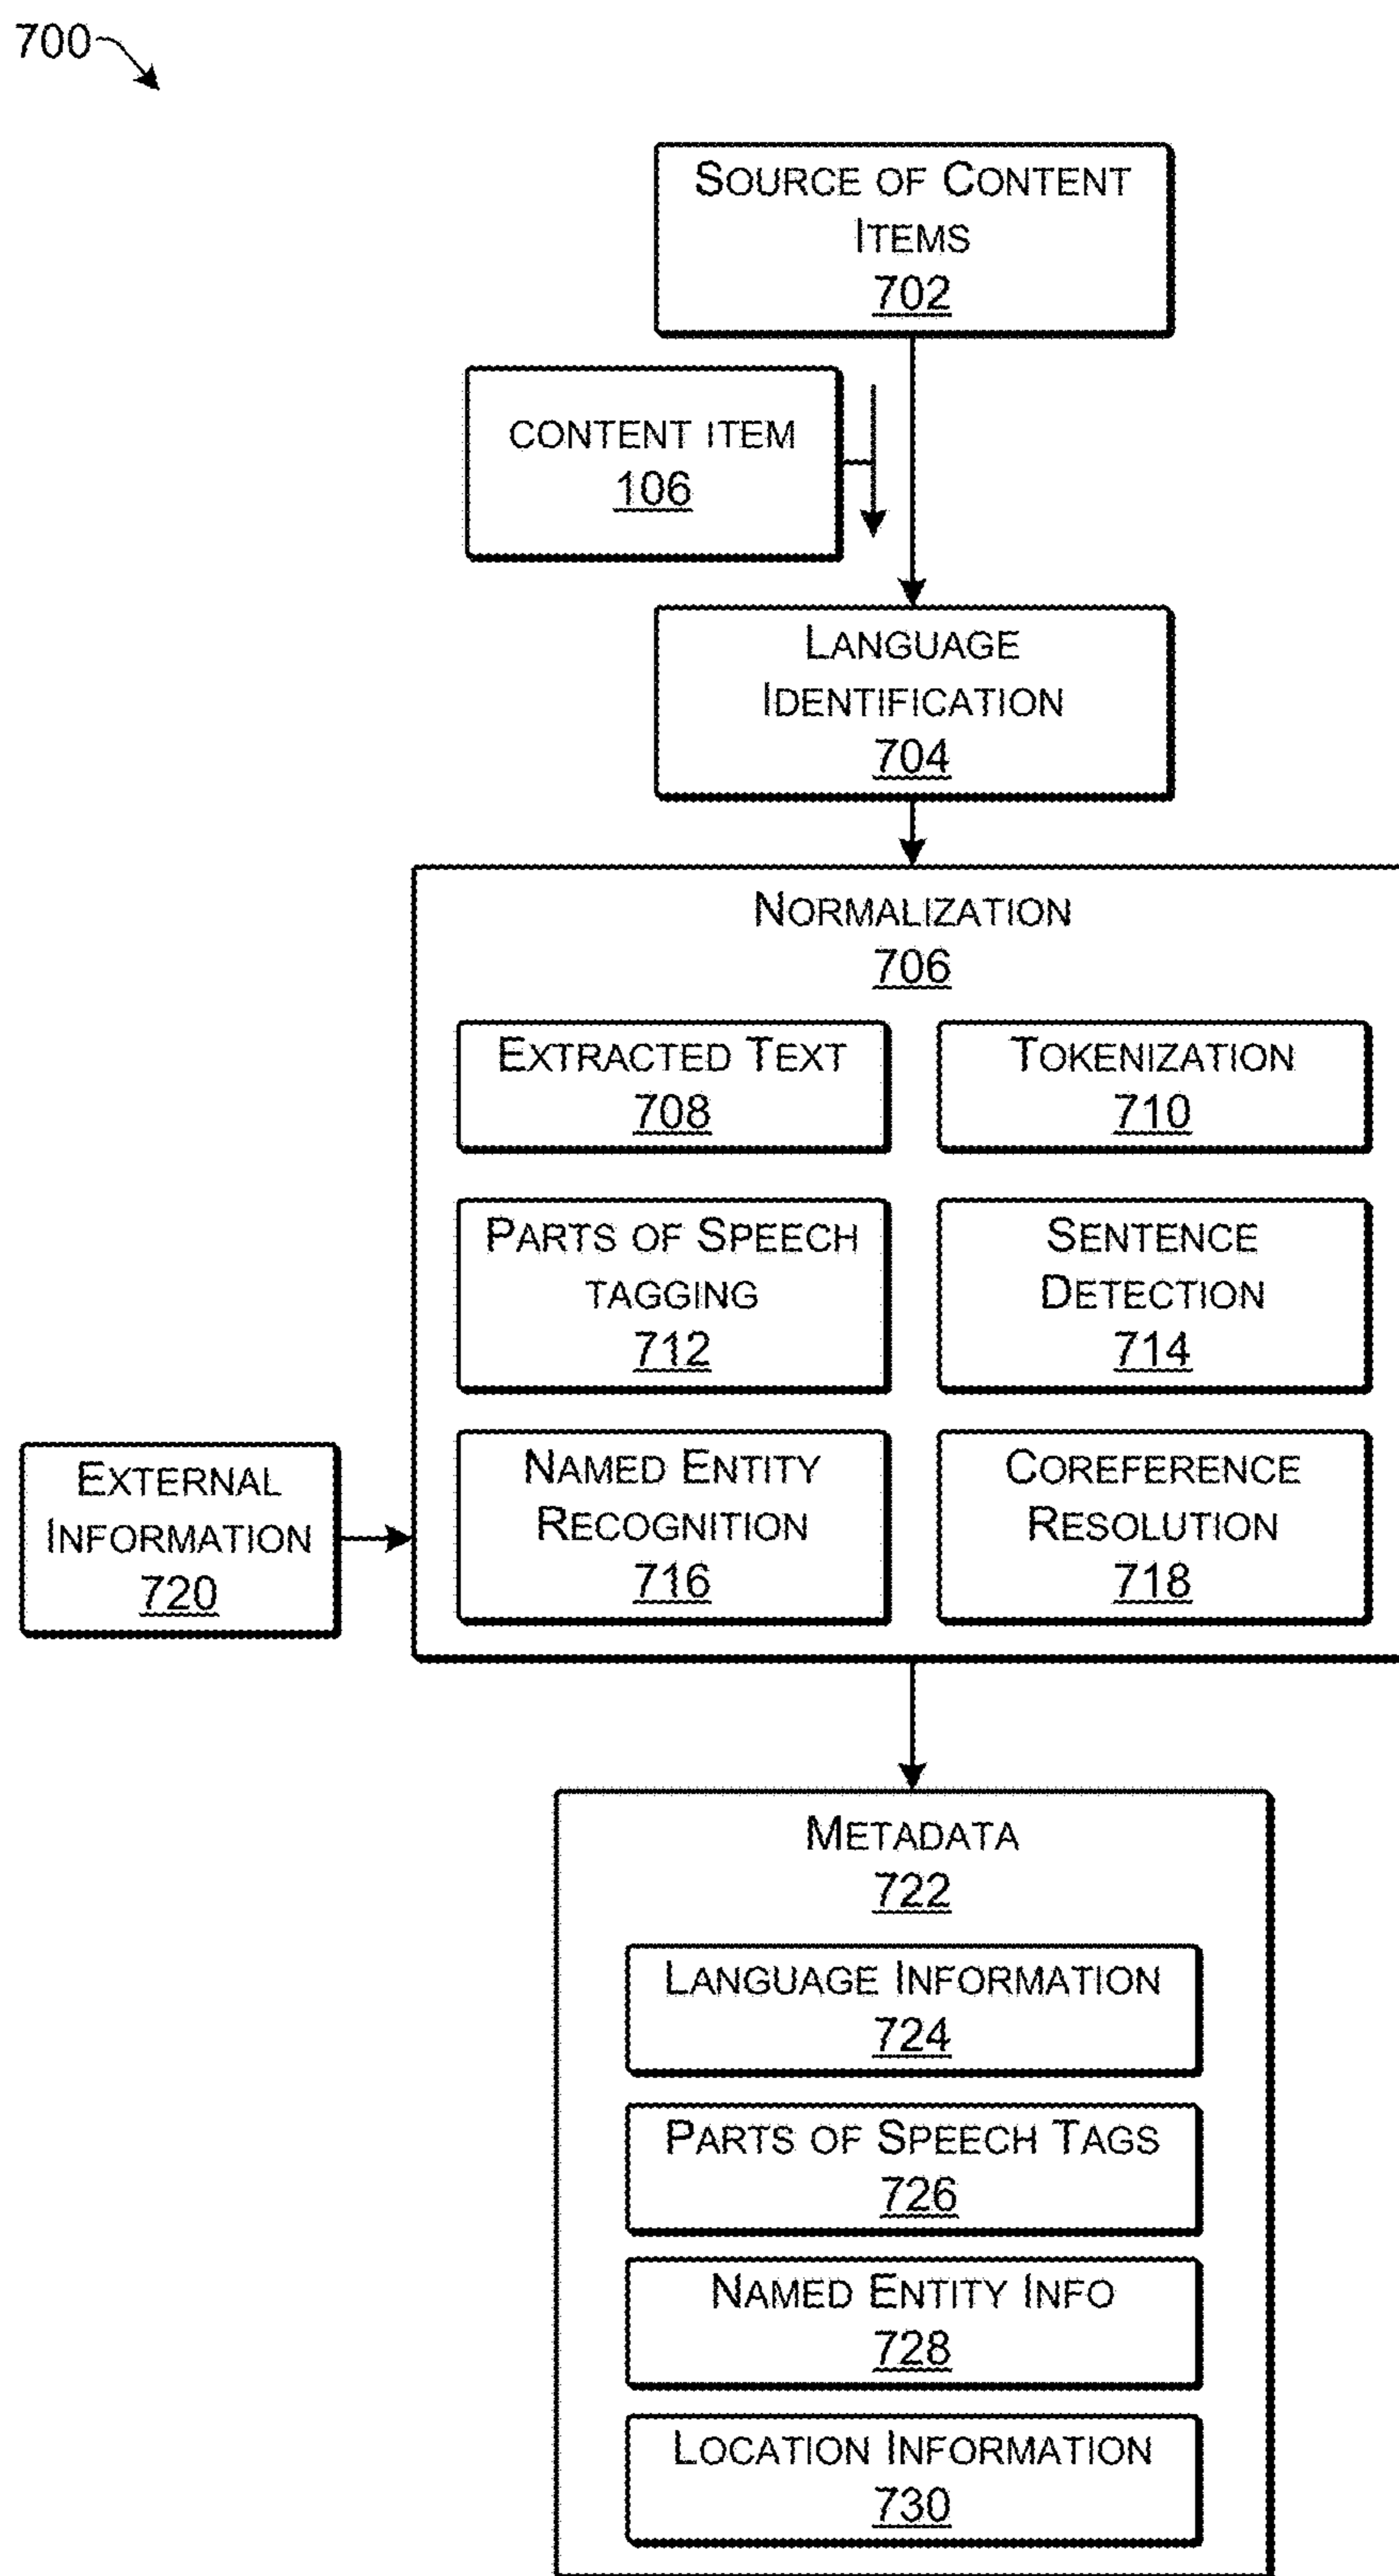 700
SOURCE OF CONTENT
ITEMS
702
CONTENT ITEM
106
LANGUAGE
IDENTIFICATION
704
NORMALIZATION
706
EXTRACTED TEXT
708
TOKENIZATION
710
PARTS OF SPEECH
TAGGING
712
SENTENCE
DETECTION
714
NAMED ENTITY
RECOGNITION
716
COREFERENCE
RESOLUTION
718
EXTERNAL
INFORMATION
720
METADATA
722
LANGUAGE INFORMATION
724
PARTS OF SPEECH TAGS
726
NAMED ENTITY INFO
728
LOCATION INFORMATION
730